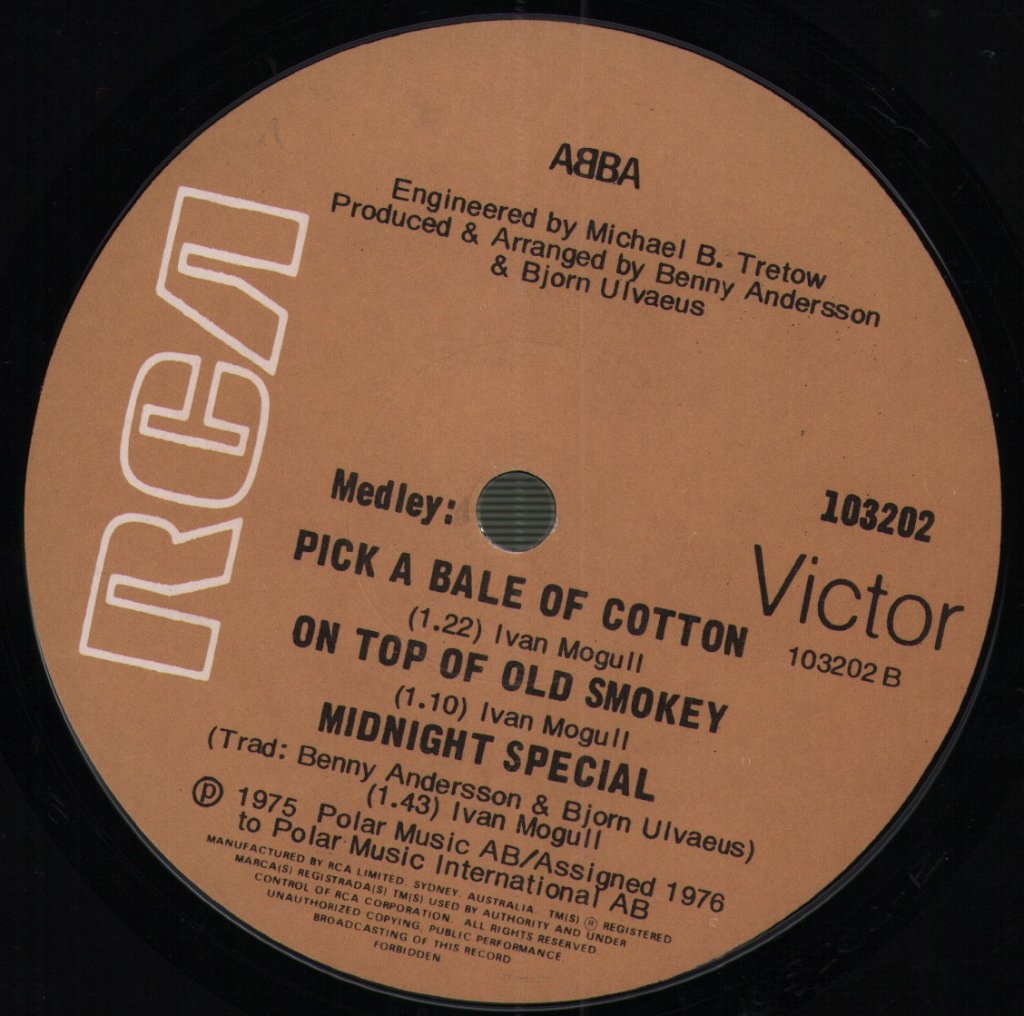 ABBA
Engineered by Michael B. Tretow
Produced & Arranged by Benny Andersson
& Bjorn Ulvaeus
RCA
Medley:
103202
Victor
103202 B
PICK A BALE OF COTTON
(1.22) Ivan Mogull
ON TOP OF OLD SMOKEY
(1.10) Ivan Mogull
MIDNIGHT SPECIAL
(Trad: Benny Andersson & Bjorn Ulvaeus)
(1.43) Ivan Mogull
℗ 1975 Polar Music AB/Assigned 1976
to Polar Music International AB
MANUFACTURED BY RCA LIMITED, SYDNEY, AUSTRALIA. TM(S) ® REGISTERED
MARCA(S) REGISTRADA(S) TM(S) USED BY AUTHORITY AND UNDER
CONTROL OF RCA CORPORATION. ALL RIGHTS RESERVED
UNAUTHORIZED COPYING, PUBLIC PERFORMANCE
BROADCASTING OF THIS RECORD
FORBIDDEN